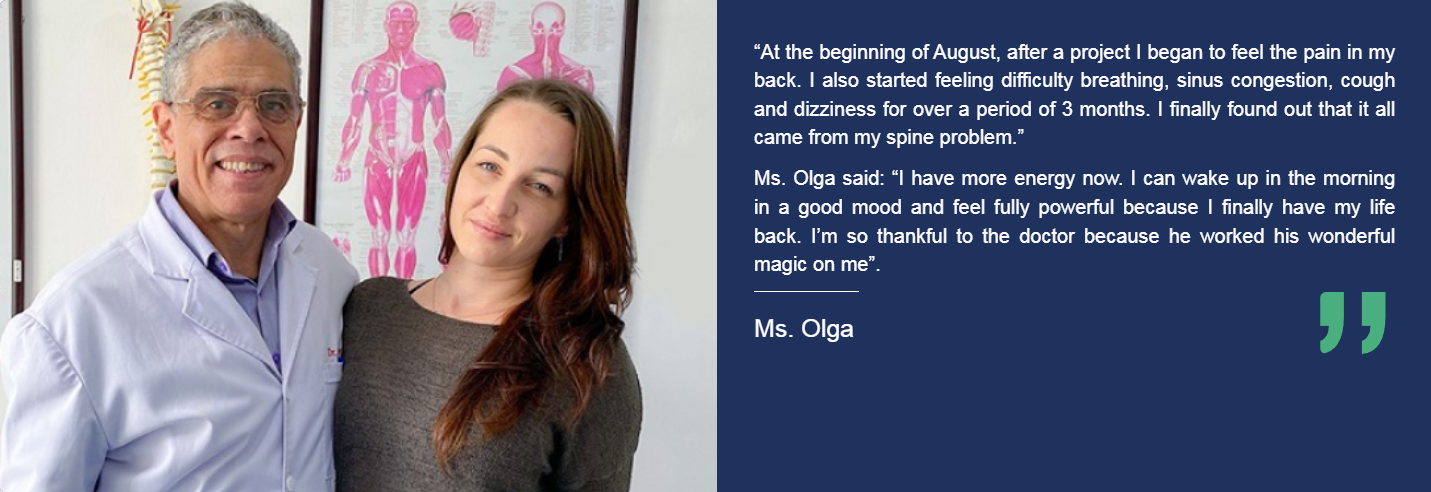 “At the beginning of August, after a project I began to feel the pain in my
back. I also started feeling difficulty breathing, sinus congestion, cough
and dizziness for over a period of 3 months. I finally found out that it all
came from my spine problem.”
Ms. Olga said: “I have more energy now. I can wake up in the morning
in a good mood and feel fully powerful because I finally have my life
back. I’m so thankful to the doctor because he worked his wonderful
magic on me”.
Ms. Olga
Dr.